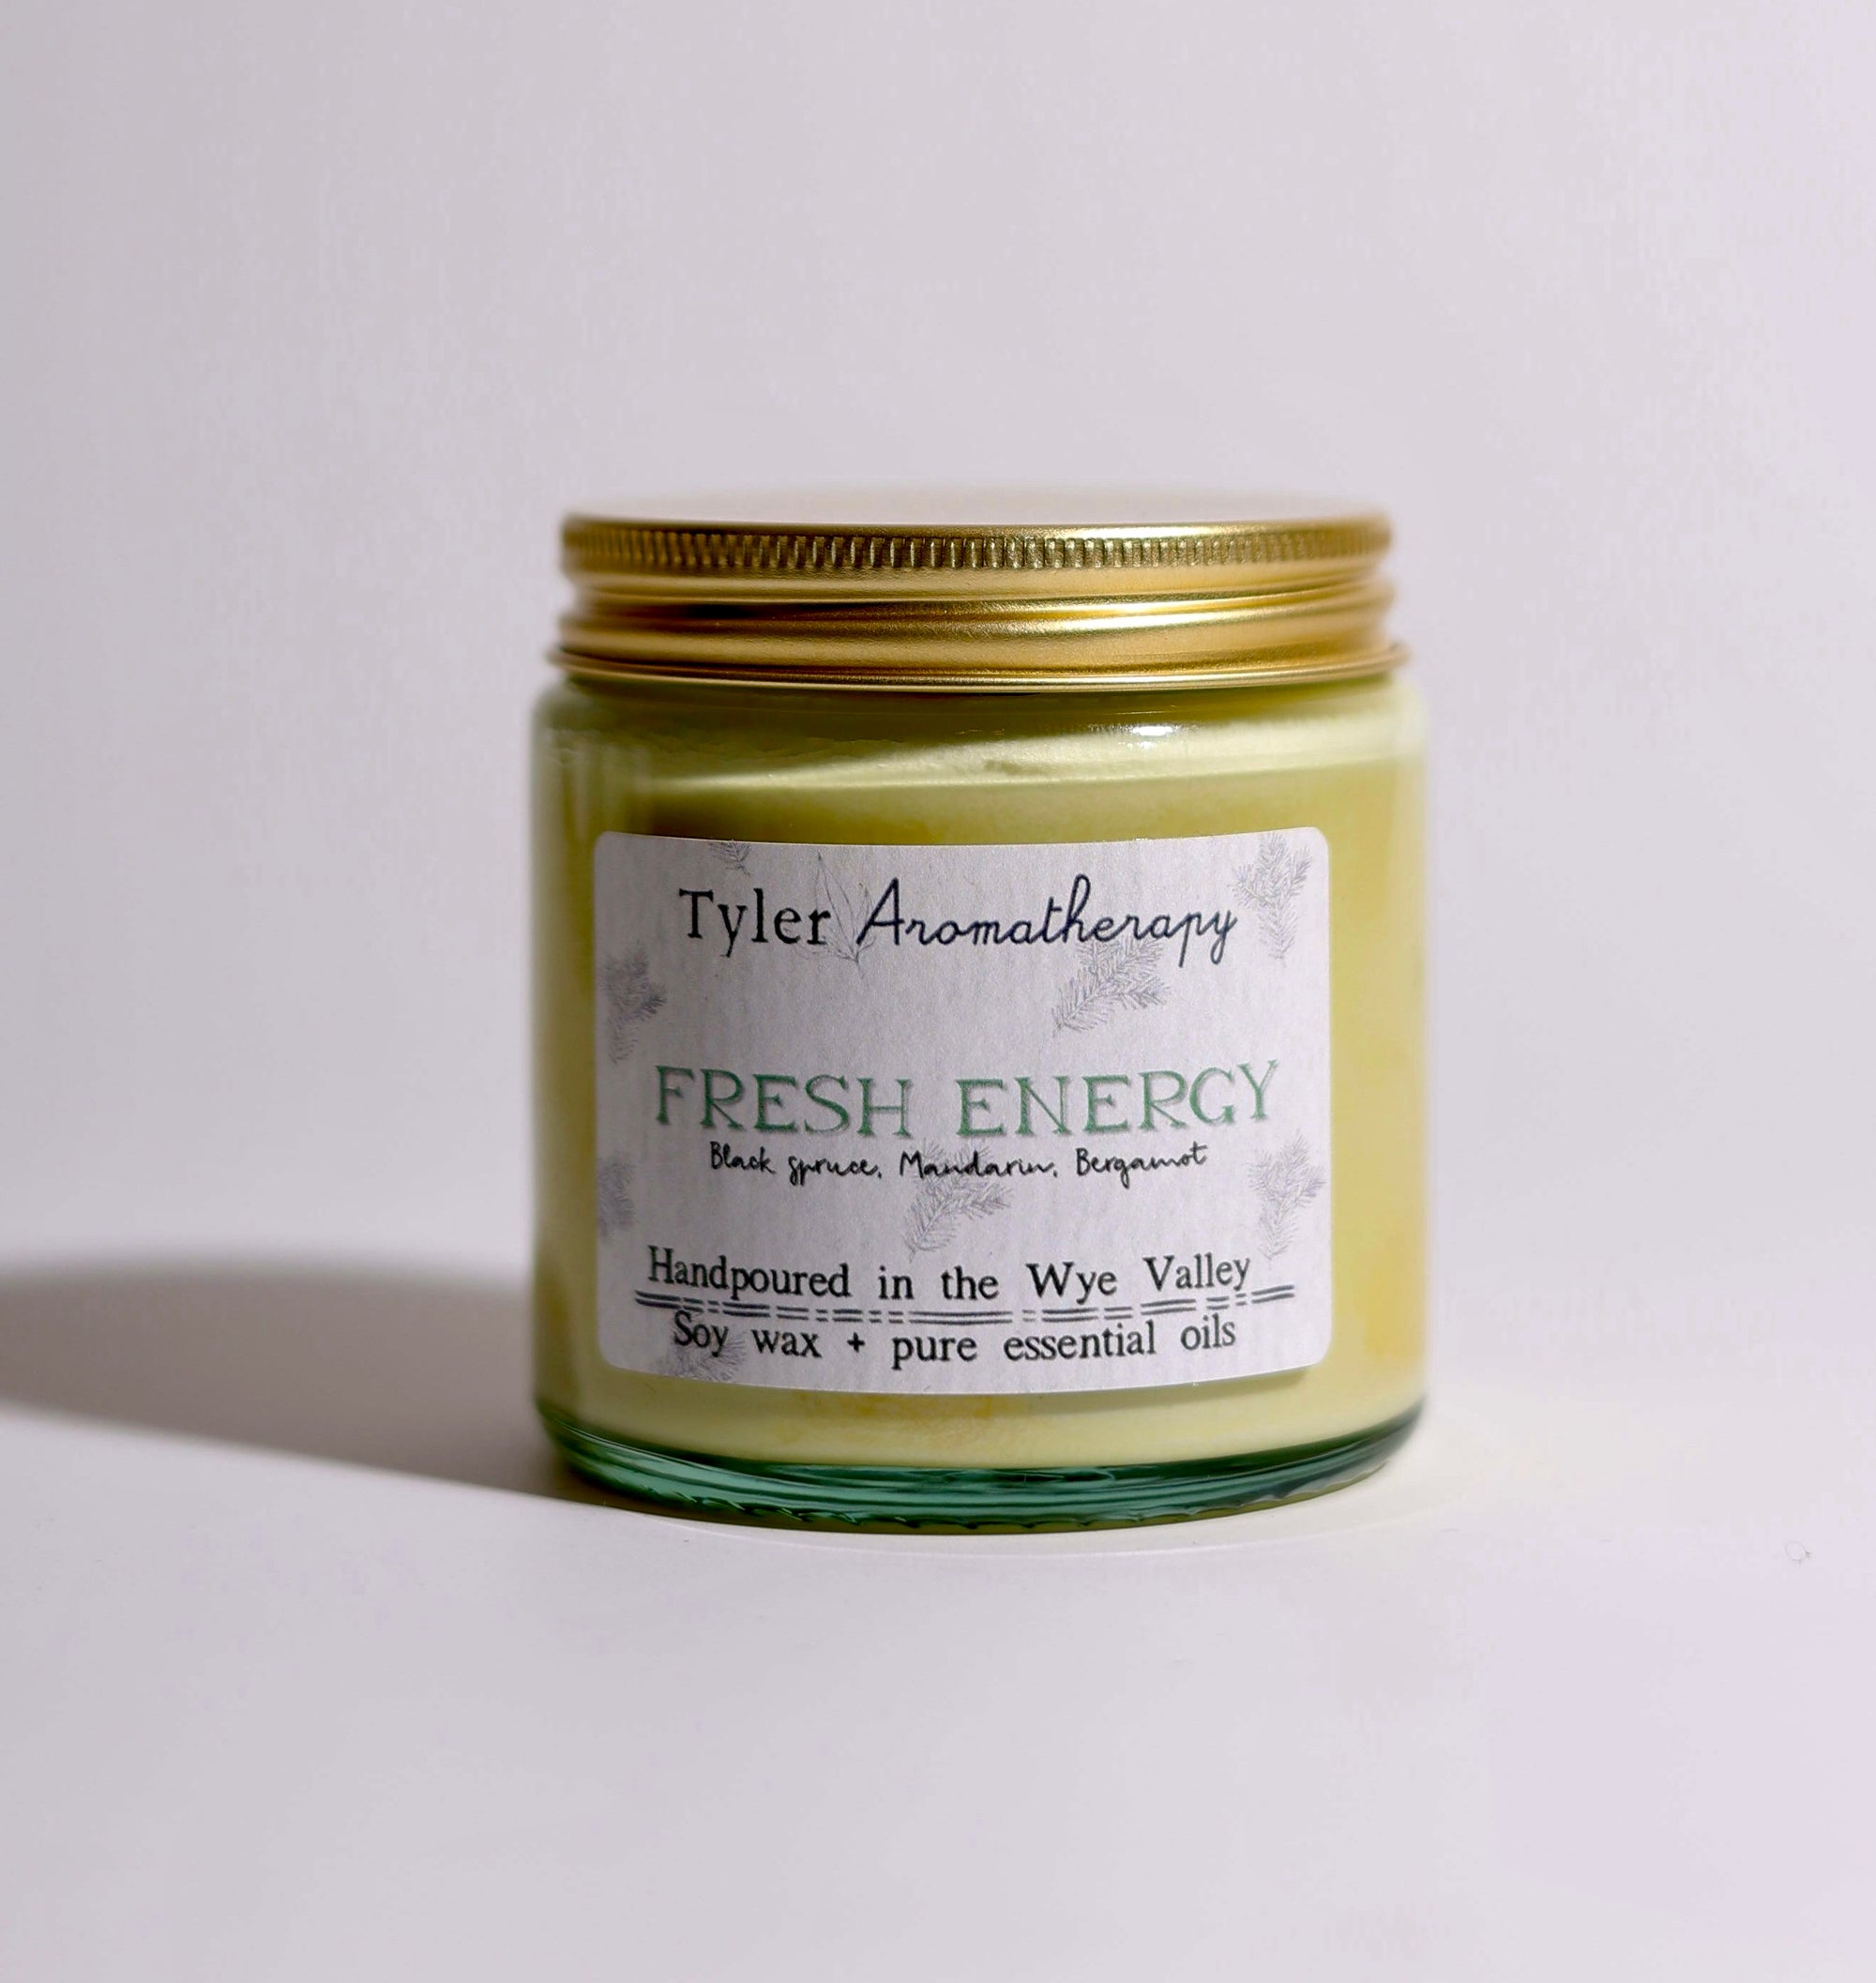 Tyler Aromatherapy
FRESH ENERGY
Black spruce, Mandarin, Bergamot
Handpoured in the Wye Valley
Soy wax + pure essential oils